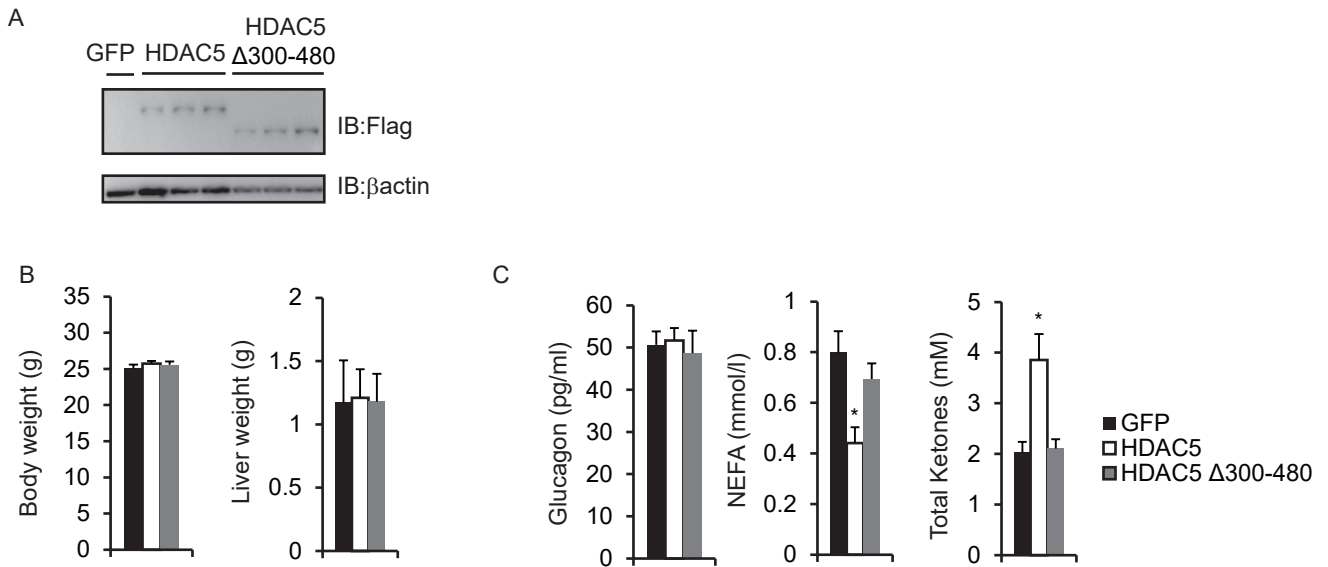 A
GFP HDAC5 HDAC5
Δ300-480
IB:Flag
IB:βactin
B
Body weight (g)
35
30
25
20
15
10
5
0
Liver weight (g)
2
1.5
1
0.5
0
C
Glucagon (pg/ml)
60
50
40
30
20
10
0
NEFA (mmol/l)
1
0.8
0.6
0.4
0.2
0
*
Total Ketones (mM)
5
4
3
2
1
0
*
GFP
HDAC5
HDAC5 Δ300-480